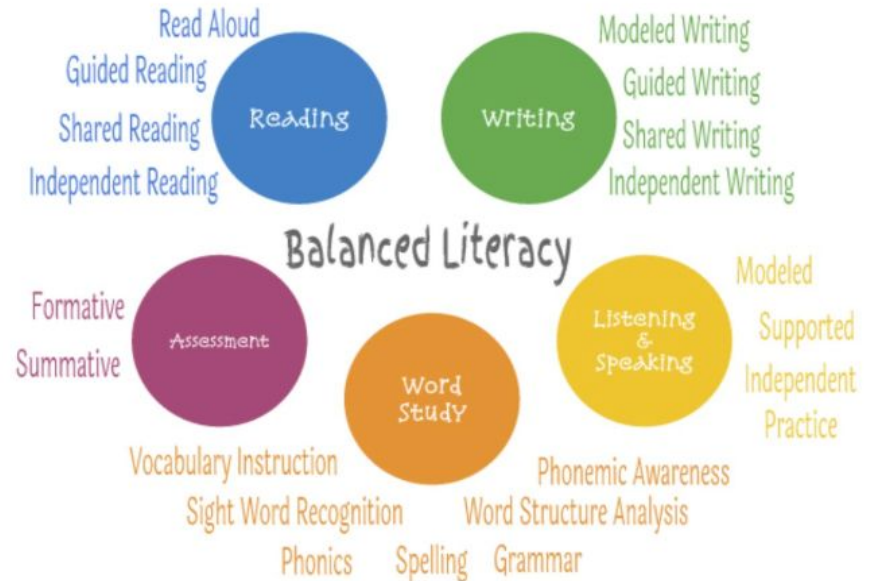 Read Aloud
Guided Reading
Shared Reading
Independent Reading
Reading
Writing
Modeled Writing
Guided Writing
Shared Writing
Independent Writing
Balanced Literacy
Formative
Summative
Assessment
Word
Study
Listening
&
Speaking
Modeled
Supported
Independent
Practice
Vocabulary Instruction
Phonemic Awareness
Sight Word Recognition
Word Structure Analysis
Phonics
Spelling
Grammar